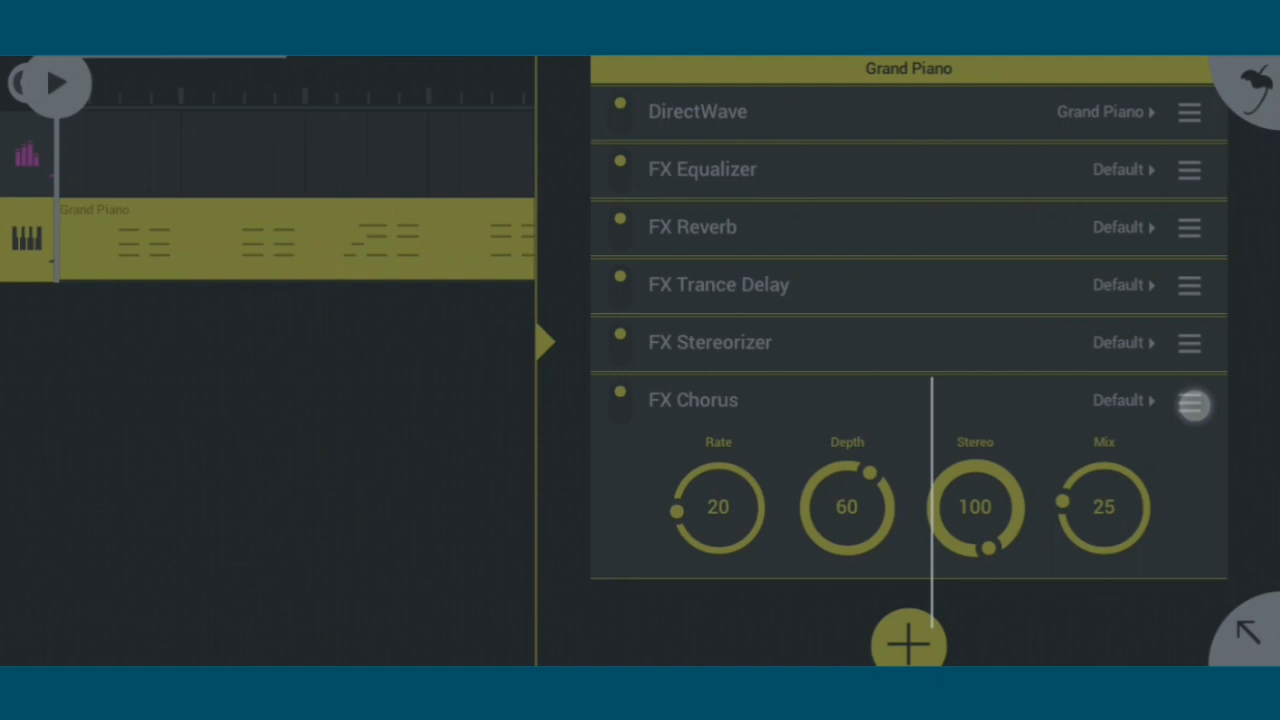 Grand Piano
Grand Piano
DirectWave
Grand Piano
FX Equalizer
Default
FX Reverb
Default
FX Trance Delay
Default
FX Stereorizer
Default
FX Chorus
Default
Rate
Depth
Stereo
Mix
20
60
100
25